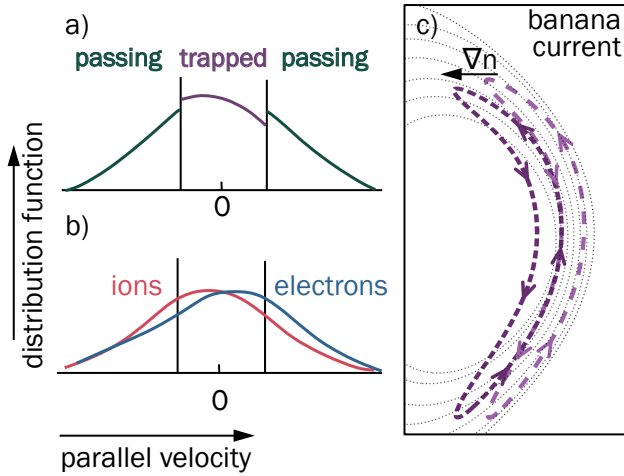 a)
passing trapped passing
0
b)
ions electrons
0
distribution function
parallel velocity
c) banana
current
∇n